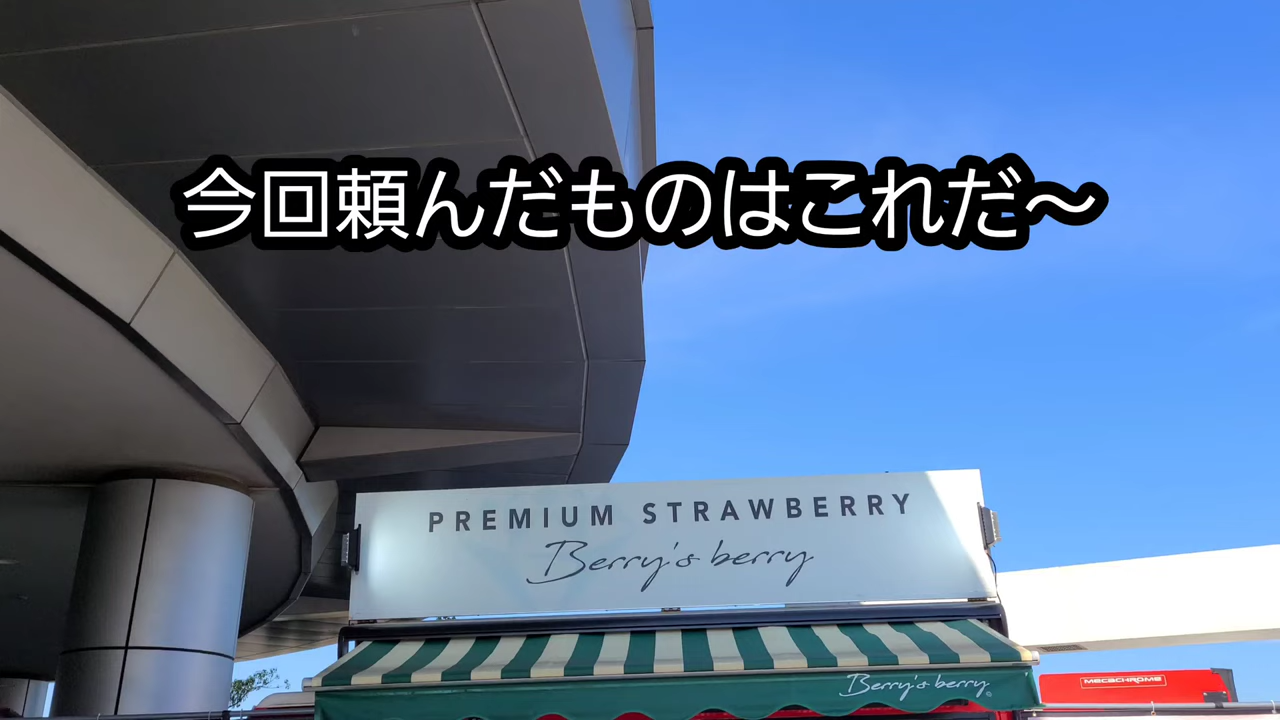 今回頼んだものはこれだ〜
PREMIUM STRAWBERRY
Berry's berry
Berry's berry
MECACHROME